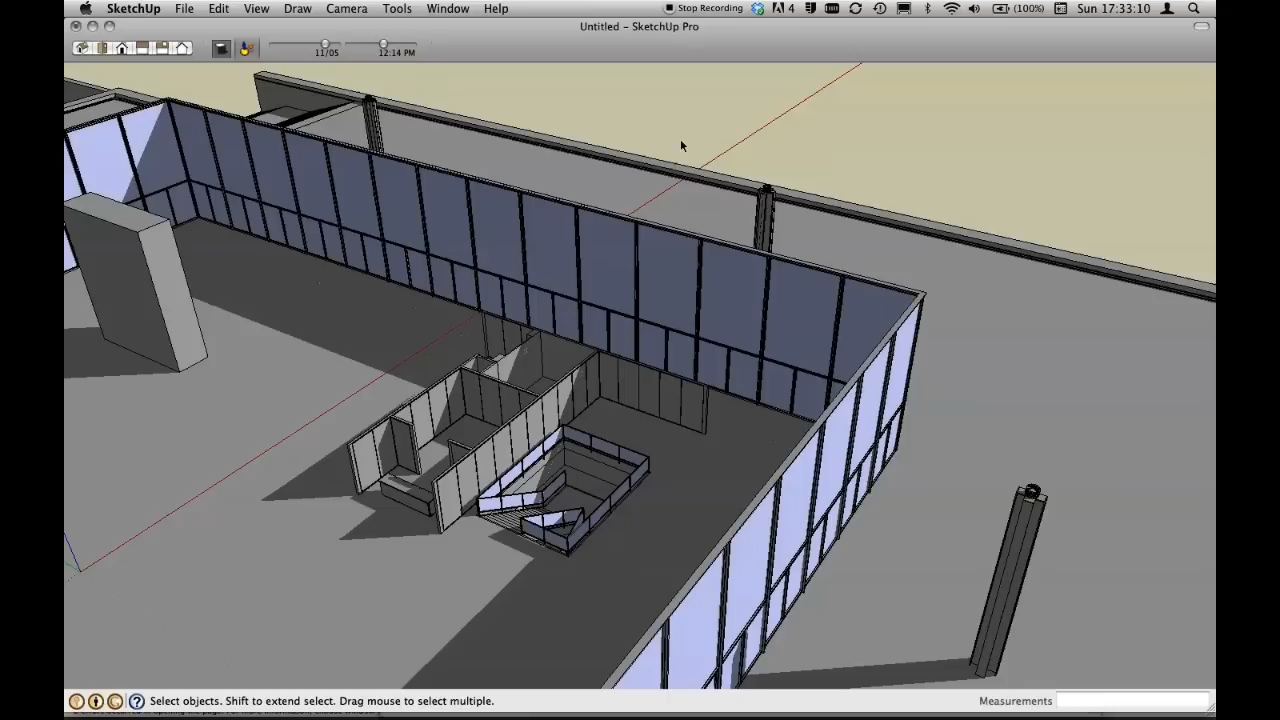 SketchUp File Edit View Draw Camera Tools Window Help Stop Recording 4 (100%) Sun 17:33:10
Untitled – SketchUp Pro
11/05 12:14 PM
Select objects. Shift to extend select. Drag mouse to select multiple. Measurements